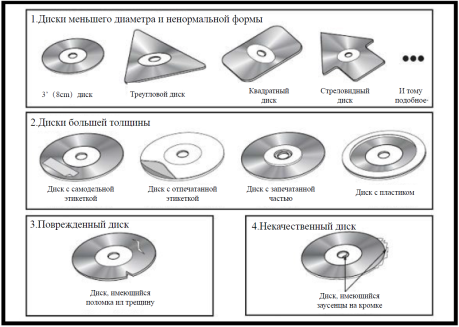 1.Диски меньшего диаметра и ненормальной формы
3" (8cm) диск
Треугловой диск
Квадратный
диск
Стреловидный
диск
И тому
подобное·
2.Диски большей толщины
Диск с самодельной
этикеткой
Диск с отпечатанной
этикеткой
Диск с запечатанной
частью
Диск с пластиком
3.Поврежденный диск
Диск, имеющийся
поломка ил трешину
4.Некачественный диск
Диск, имеющийся
заусенцы на кромке